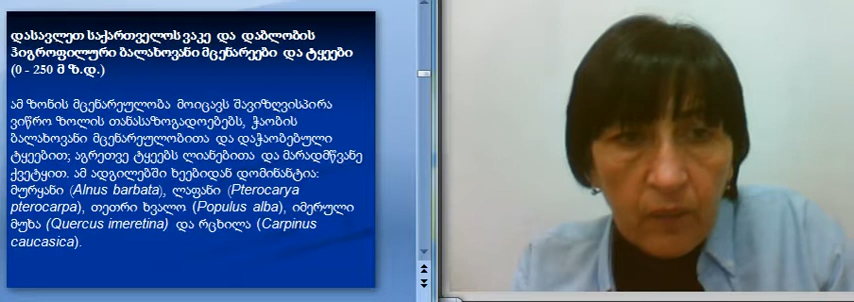 დასავლეთ საქართველოს ვაკე და დაბლობის
ჰიგროფილური ბალახოვანი მცენარეები და ტყეები
(0 - 250 მ ზ.დ.)
ამ ზონის მცენარეულობა მოიცავს შავიზღვისპირა
ვიწრო ზოლის თანასაზოგადოებებს, ჭაობის
ბალახოვანი მცენარეულობითა და დაჭაობებული
ტყეებით; აგრეთვე ტყეებს ლიანებითა და მარადმწვანე
ქვეტყით. ამ ადგილებში ხეებიდან დომინანტია:
მურყანი (Alnus barbata), ლაფანი (Pterocarya
pterocarpa), თეთრი ხვალო (Populus alba), იმერული
მუხა (Quercus imeretina) და რცხილა (Carpinus
caucasica).